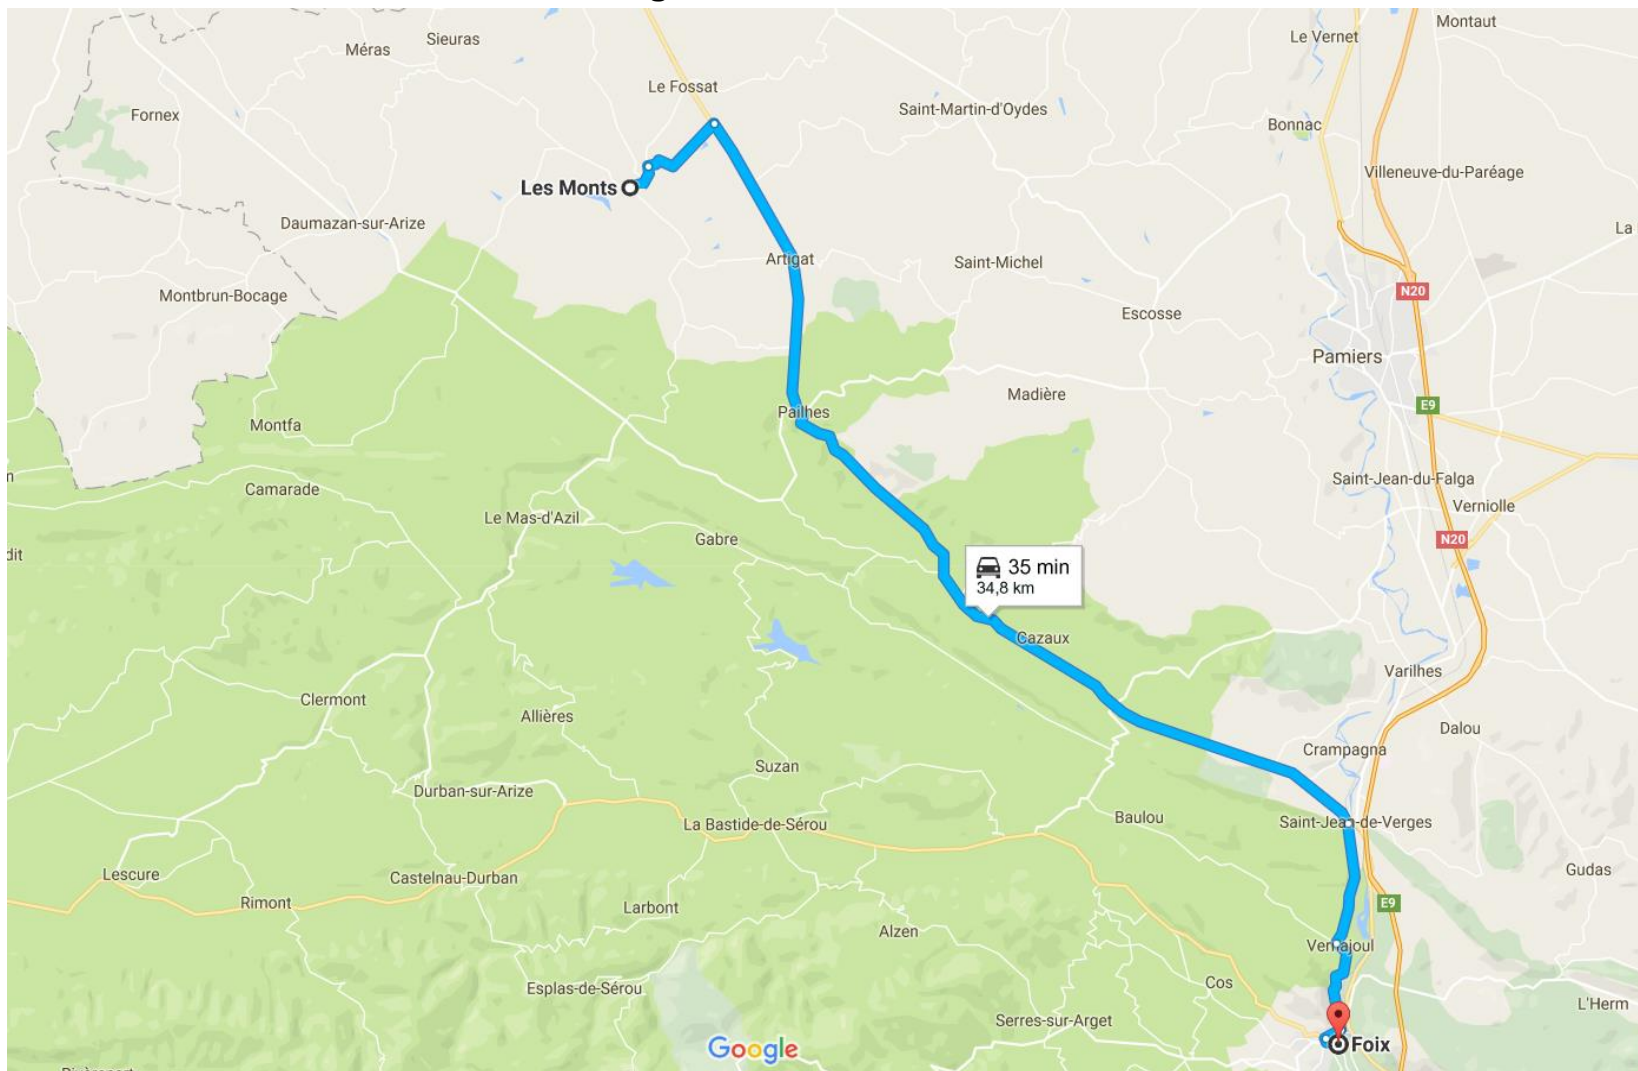 Montaut
Le Vernet
Sieuras
Méras
Le Fossat
Saint-Martin-d'Oydes
Fornex
Bonnac
Villeneuve-du-Paréage
Les Monts
Daumazan-sur-Arize
La
Artigat
Saint-Michel
Montbrun-Bocage
N20
Escosse
Pamiers
Madière
E9
Pailhes
Montfa
Saint-Jean-du-Falga
Camarade
Verniolle
Le Mas-d'Azil
Gabre
N20
dit
35 min
34,8 km
Cazaux
Varilhes
Clermont
Allières
Dalou
Crampagna
Suzan
Durban-sur-Arize
Baulou
La Bastide-de-Sérou
Saint-Jean-de-Verges
Gudas
Lescure
Castelnau-Durban
Rimont
E9
Larbont
Alzen
Vernajoul
Cos
Esplas-de-Sérou
L'Herm
Serres-sur-Arget
Foix
Google